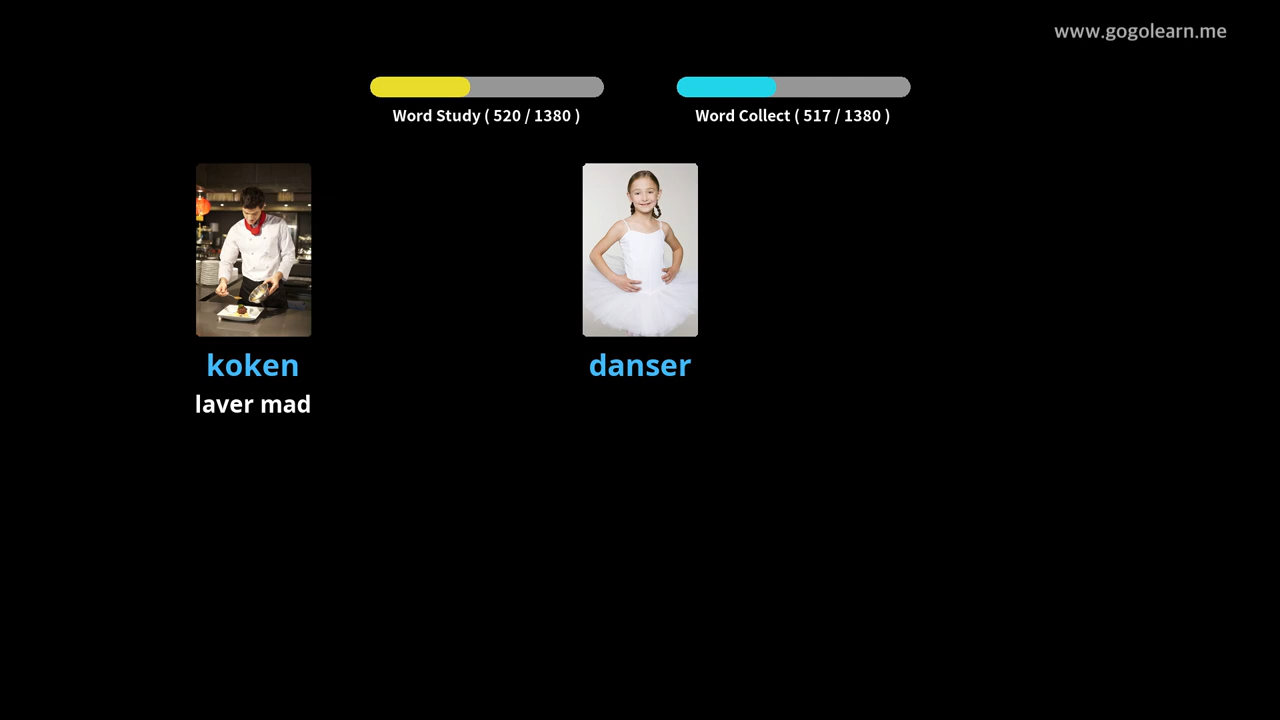 www.gogolearn.me
Word Study ( 520 / 1380 )
Word Collect ( 517 / 1380 )
koken
danser
laver mad